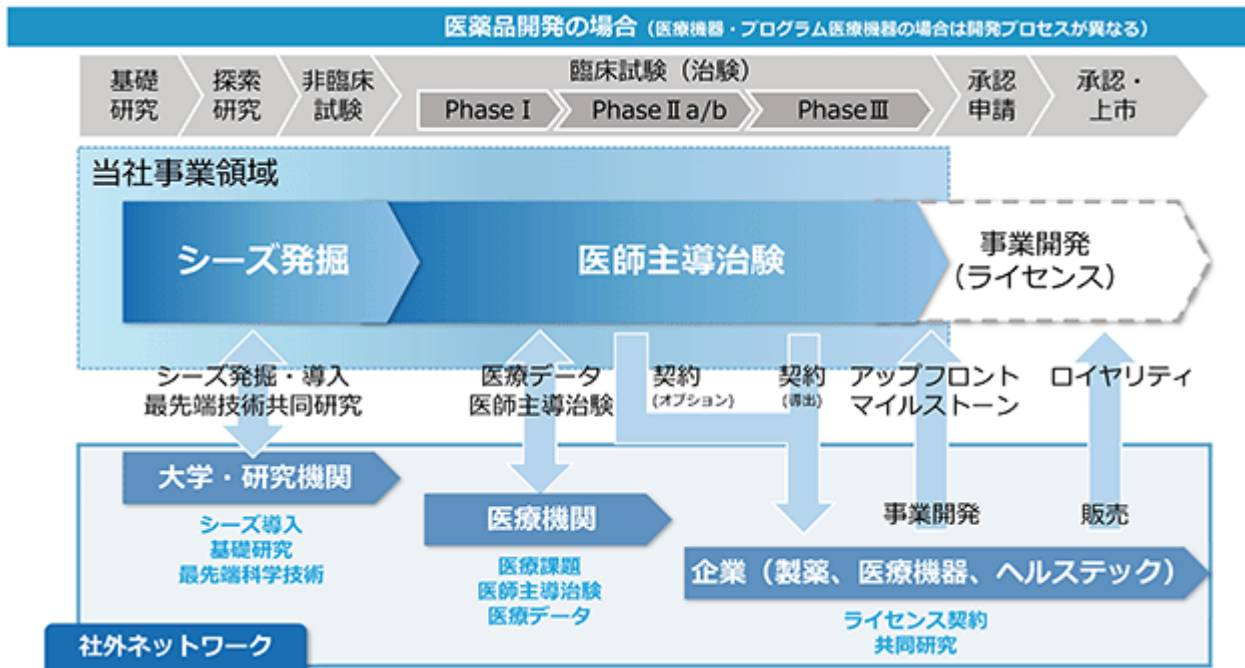 医薬品開発の場合（医療機器・プログラム医療機器の場合は開発プロセスが異なる）
基礎
研究
探索
研究
非臨床
試験
臨床試験（治験）
Phase Ⅰ
Phase Ⅱ a/b
Phase Ⅲ
承認
申請
承認・
上市
当社事業領域
シーズ発掘
医師主導治験
事業開発
（ライセンス）
シーズ発掘・導入
最先端技術共同研究
医療データ
医師主導治験
契約
（オプション）
契約
（導出）
アップフロント
マイルストーン
ロイヤリティ
大学・研究機関
シーズ導入
基礎研究
最先端科学技術
医療機関
医療課題
医師主導治験
医療データ
事業開発
販売
企業（製薬、医療機器、ヘルステック）
ライセンス契約
共同研究
社外ネットワーク